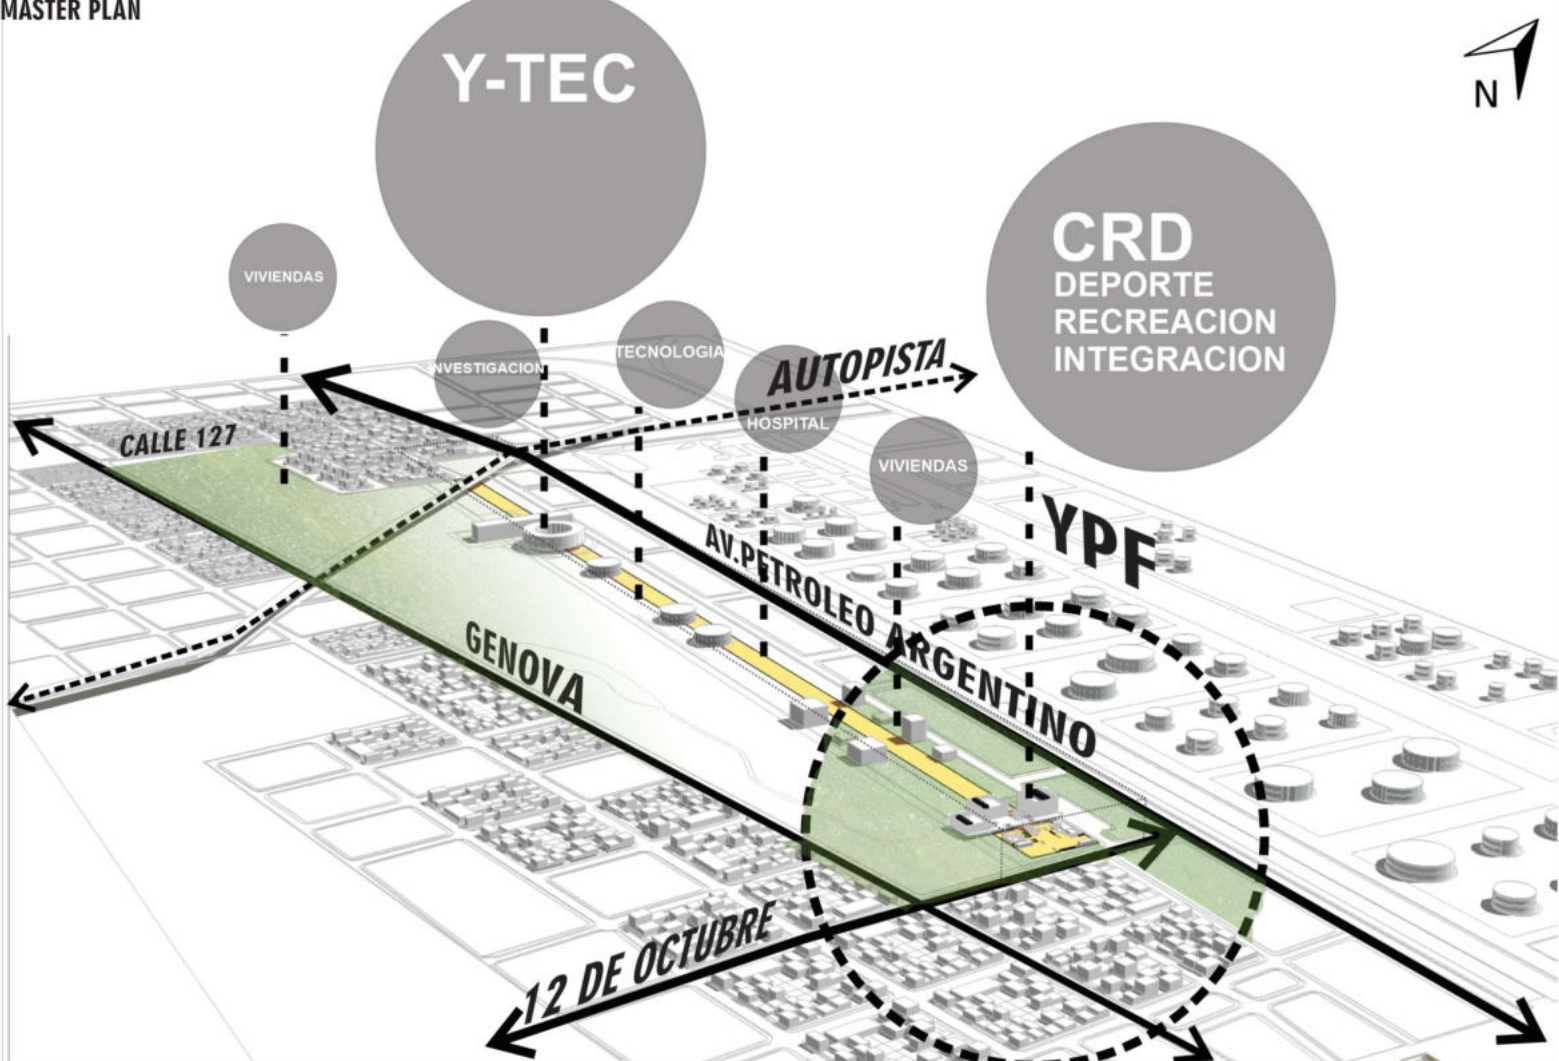 MASTER PLAN
Y-TEC
N
CRD
DEPORTE
RECREACION
INTEGRACION
VIVIENDAS
INVESTIGACION
TECNOLOGIA
AUTOPISTA
HOSPITAL
VIVIENDAS
CALLE 127
YPF
AV.PETROLEO ARGENTINO
GENOVA
12 DE OCTUBRE